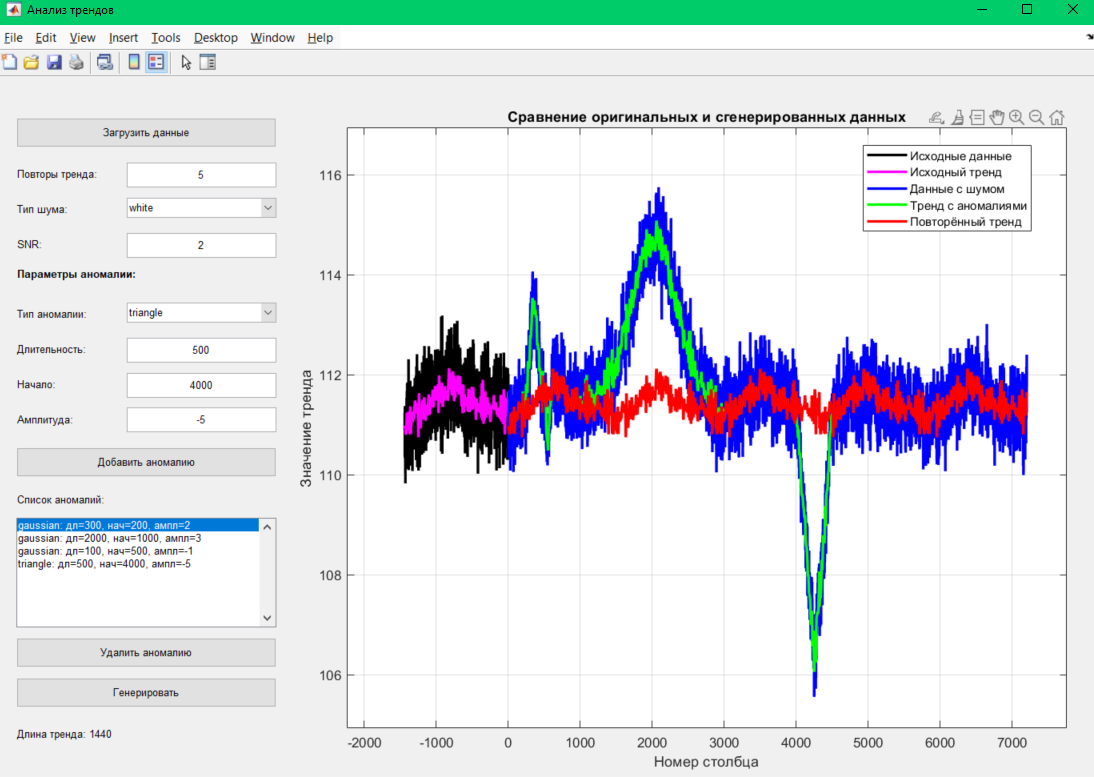 Анализ трендов
File Edit View Insert Tools Desktop Window Help
Загрузить данные
Повторы тренда: 5
Тип шума: white
SNR: 2
Параметры аномалии:
Тип аномалии: triangle
Длительность: 500
Начало: 4000
Амплитуда: -5
Добавить аномалию
Список аномалий:
gaussian: дл=300, нач=200, ампл=2
gaussian: дл=2000, нач=1000, ампл=3
gaussian: дл=100, нач=500, ампл=-1
triangle: дл=500, нач=4000, ампл=-5
Удалить аномалию
Генерировать
Длина тренда: 1440
Сравнение оригинальных и сгенерированных данных
Исходные данные
Исходный тренд
Данные с шумом
Тренд с аномалиями
Повторённый тренд
Значение тренда
116
114
112
110
108
106
-2000 -1000 0 1000 2000 3000 4000 5000 6000 7000
Номер столбца